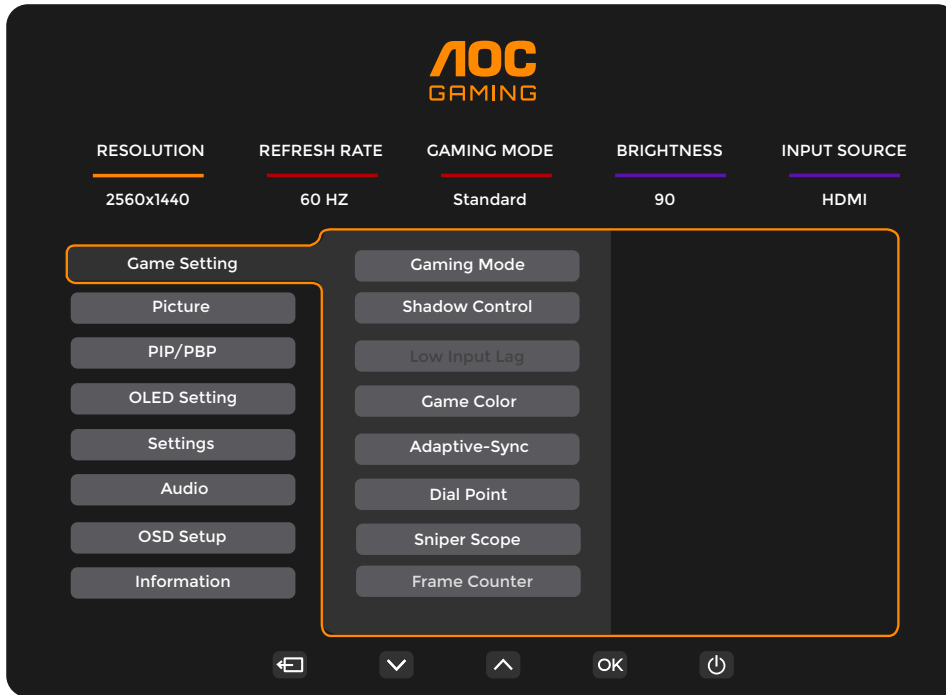 AOC
GAMING
RESOLUTION REFRESH RATE GAMING MODE BRIGHTNESS INPUT SOURCE
2560x1440 60 HZ Standard 90 HDMI
Game Setting
Picture
PIP/PBP
OLED Setting
Settings
Audio
OSD Setup
Information
Gaming Mode
Shadow Control
Low Input Lag
Game Color
Adaptive-Sync
Dial Point
Sniper Scope
Frame Counter
OK